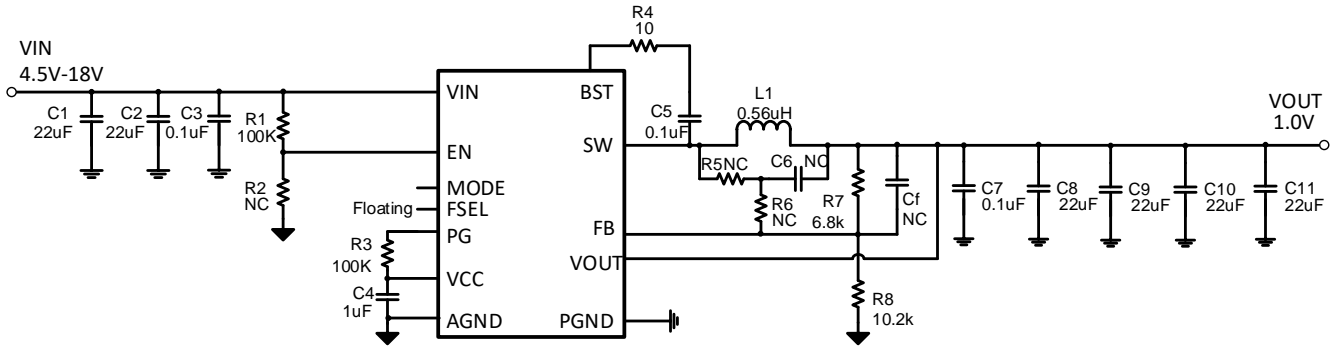 R4
10
VIN
4.5V-18V
C1
22uF
C2
22uF
C3
0.1uF
R1
100K
R2
NC
VIN
BST
EN
SW
MODE
Floating
FSEL
PG
FB
VCC
VOUT
AGND
PGND
R3
100K
C4
1uF
C5
0.1uF
L1
0.56uH
R5NC
C6
NC
R6
NC
R7
6.8k
Cf
NC
R8
10.2k
C7
0.1uF
C8
22uF
C9
22uF
C10
22uF
C11
22uF
VOUT
1.0V